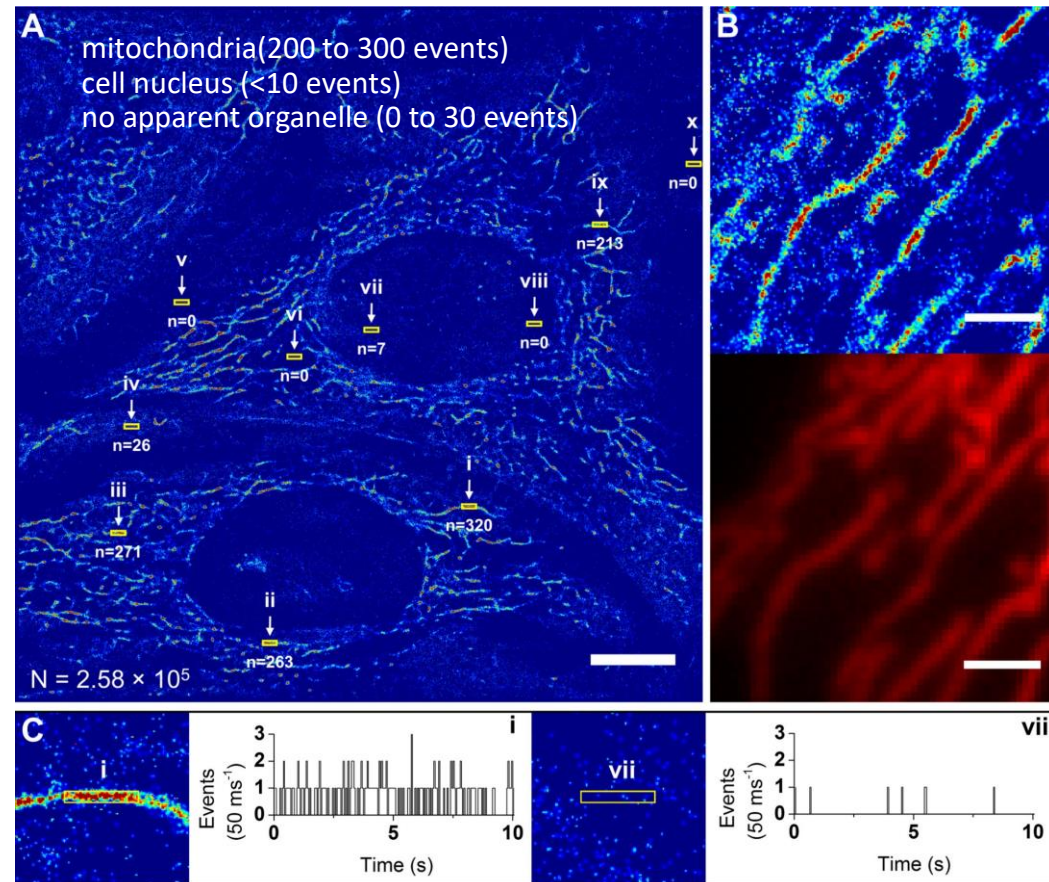 A
mitochondria(200 to 300 events)
cell nucleus (<10 events)
no apparent organelle (0 to 30 events)
x
n=0
ix
n=213
v
n=0
vii
n=7
viii
n=0
vi
n=0
iv
n=26
iii
n=271
i
n=320
ii
n=263
N = 2.58 × 10⁵
B
C
i
i
3
2
1
0
Events
(50 ms⁻¹)
0
5
10
Time (s)
vii
vii
3
2
1
0
Events
(50 ms⁻¹)
0
5
10
Time (s)